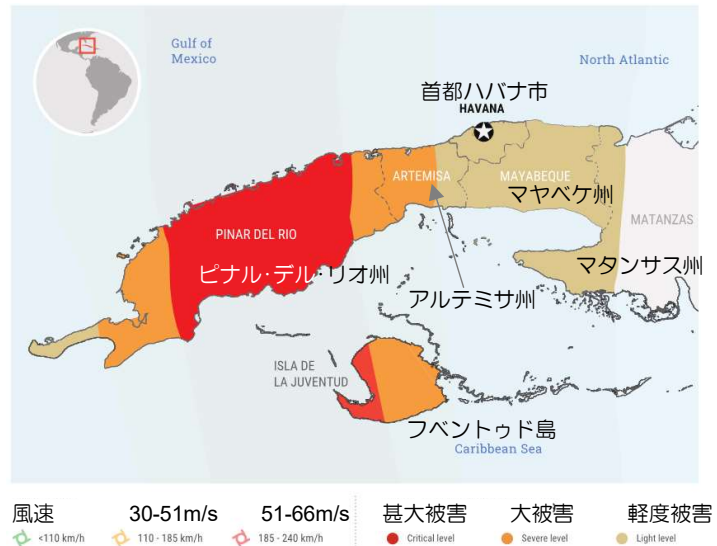 Gulf of
Mexico
North Atlantic
首都ハバナ市
HAVANA
ARTEMISA
MAYABEQUE
マヤベケ州
MATANZAS
PINAR DEL RIO
ピナル・デル・リオ州
マタンサス州
アルテミサ州
ISLA DE
LA JUVENTUD
フベントゥド島
Caribbean Sea
風速 30-51m/s 51-66m/s 甚大被害 大被害 軽度被害
<110 km/h 110 - 185 km/h 185 - 240 km/h Critical level Severe level Light level